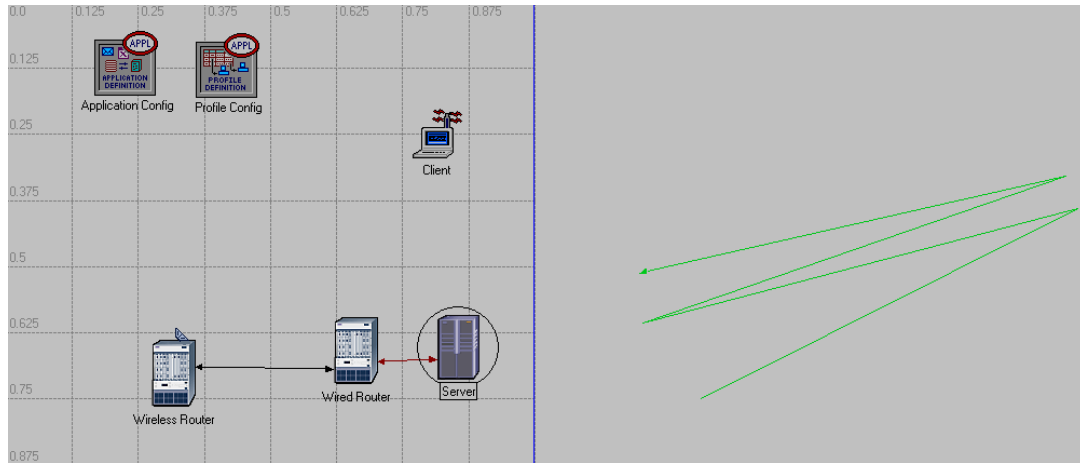 0.0 0.125 0.25 0.375 0.5 0.625 0.75 0.875
0.125
0.25
0.375
0.5
0.625
0.75
0.875
APPL
APPLICATION
DEFINITION
Application Config
APPL
PROFILE
DEFINITION
Profile Config
Client
Wireless Router
Wired Router
Server